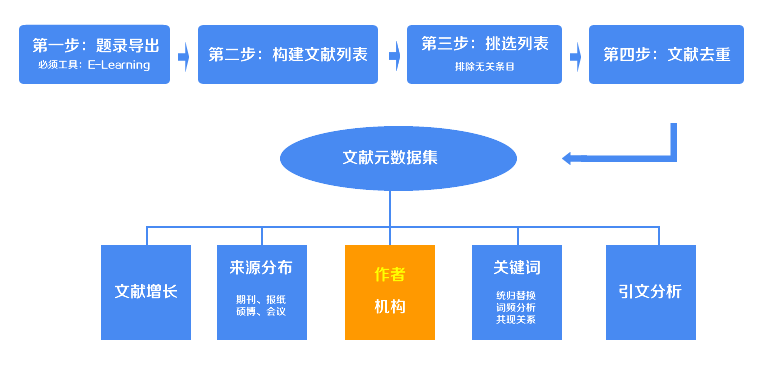 第一步：题录导出
必须工具：E-Learning
第二步：构建文献列表
第三步：挑选列表
排除无关条目
第四步：文献去重
文献元数据集
文献增长
来源分布
期刊、报纸
硕博、会议
作者
机构
关键词
统归替换
词频分析
共现关系
引文分析